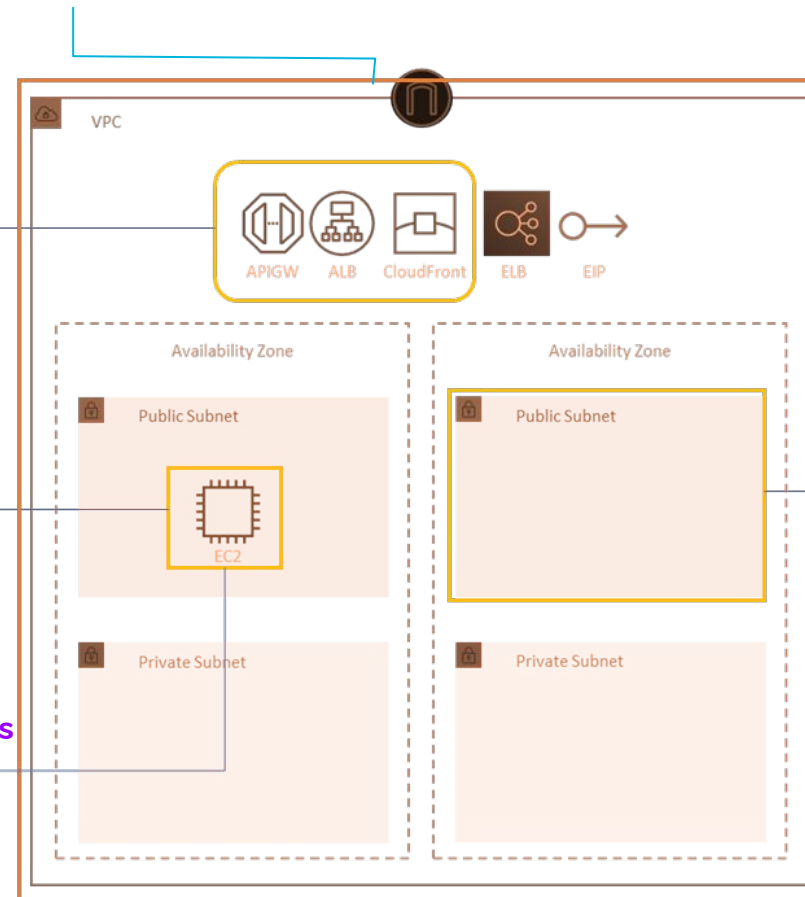 VPC
APIGW ALB CloudFront ELB EIP
Availability Zone Availability Zone
Public Subnet Public Subnet
EC2
Private Subnet Private Subnet
s